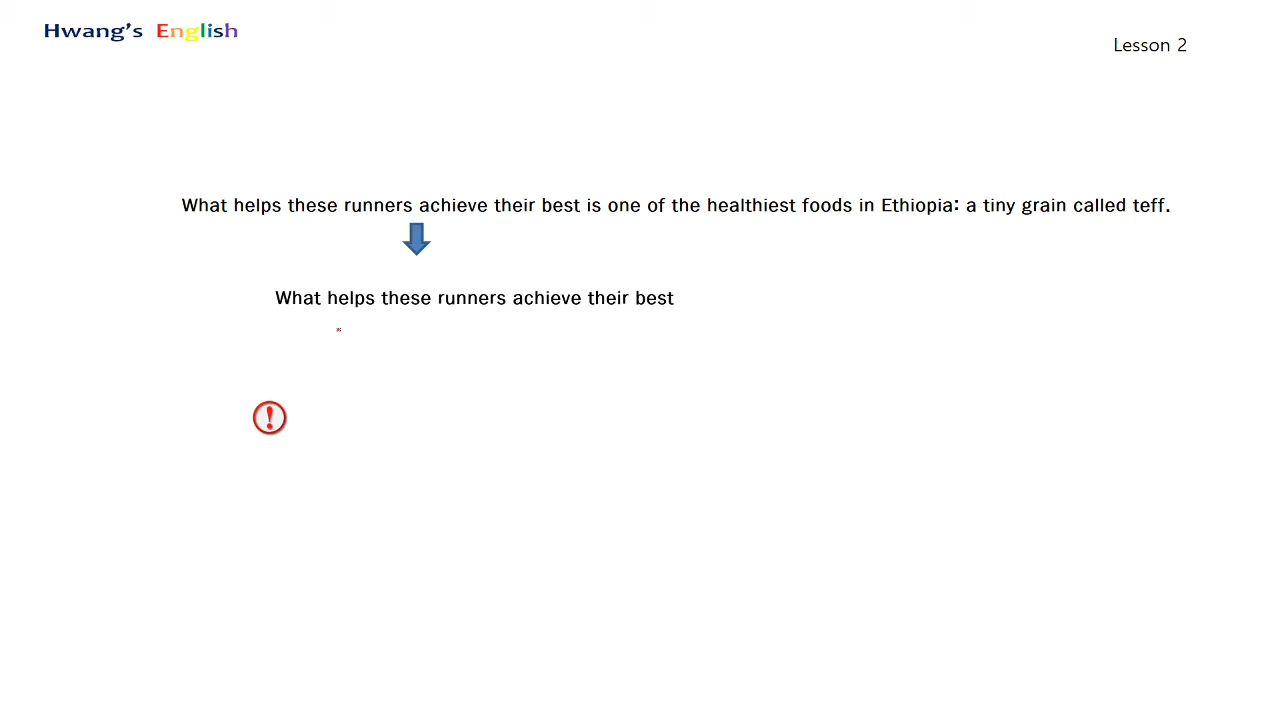 Hwang's English
Lesson 2
What helps these runners achieve their best is one of the healthiest foods in Ethiopia: a tiny grain called teff.
What helps these runners achieve their best